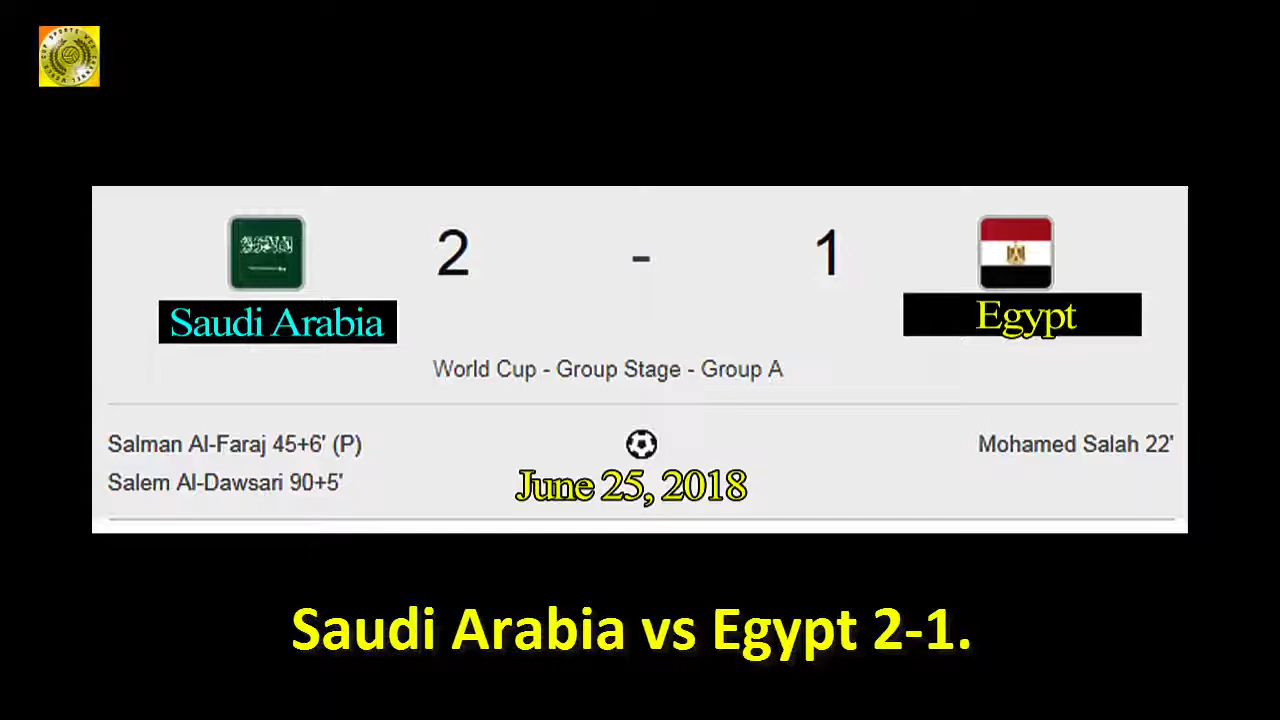 2 - 1
Saudi Arabia
Egypt
World Cup - Group Stage - Group A
Salman Al-Faraj 45+6' (P)
Mohamed Salah 22'
Salem Al-Dawsari 90+5'
June 25, 2018
Saudi Arabia vs Egypt 2-1.